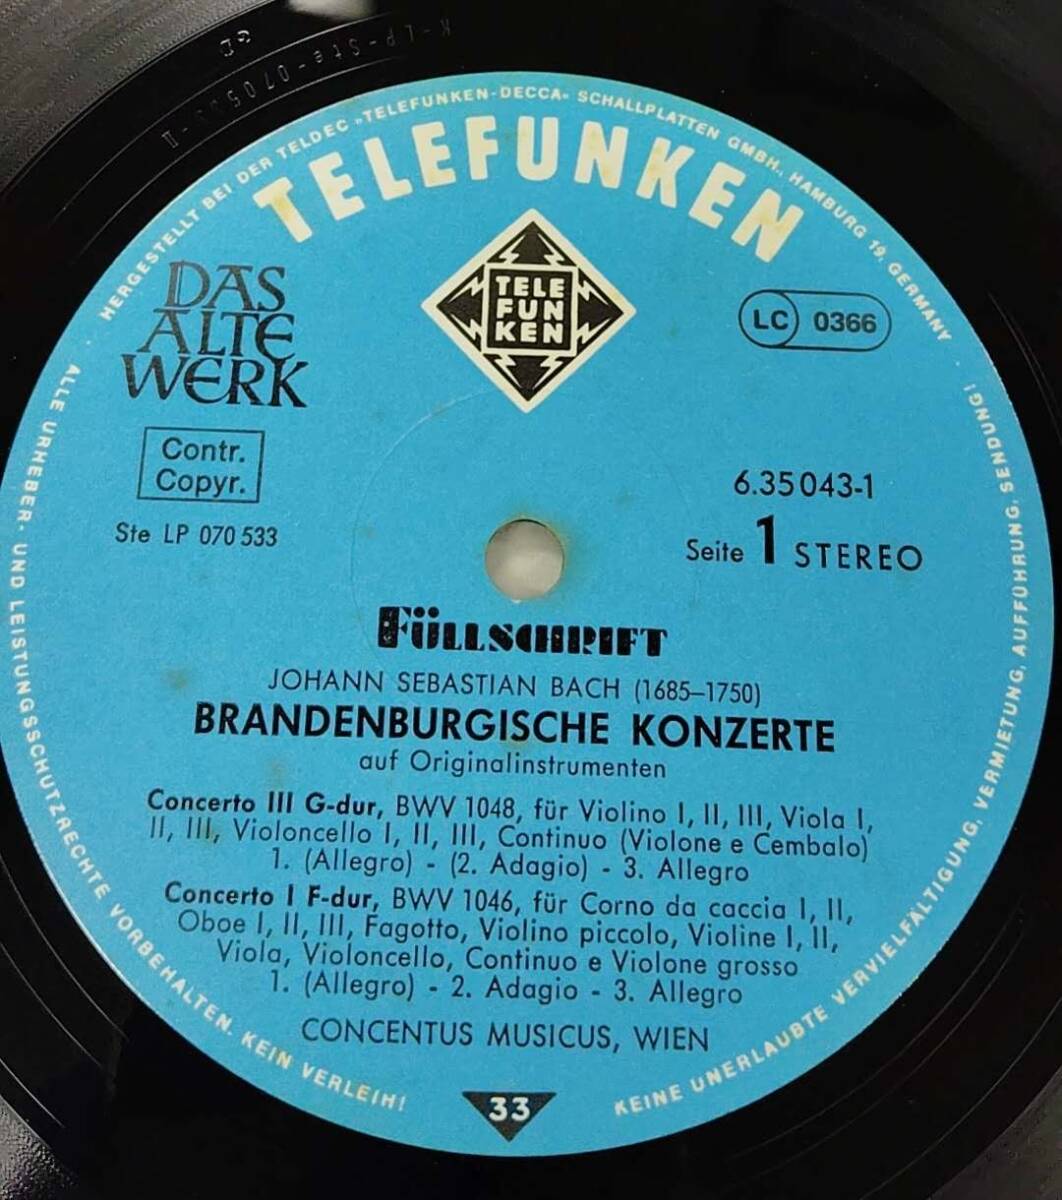 K-LP-Ste-0705
HERGESTELLT BEI DER TELDEC »TELEFUNKEN-DECCA« SCHALLPLATTEN GMBH., HAMBURG 19, GERMANY
TELEFUNKEN
TELE
FUN
KEN
DAS
ALTE
WERK
LC 0366
Contr.
Copyr.
6.35043-1
Ste LP 070 533
Seite 1 STEREO
FÜLLSCHRIFT
JOHANN SEBASTIAN BACH (1685–1750)
BRANDENBURGISCHE KONZERTE
auf Originalinstrumenten
Concerto III G-dur, BWV 1048, für Violino I, II, III, Viola I,
II, III, Violoncello I, II, III, Continuo (Violone e Cembalo)
1. (Allegro) - (2. Adagio) - 3. Allegro
Concerto I F-dur, BWV 1046, für Corno da caccia I, II,
Oboe I, II, III, Fagotto, Violino piccolo, Violine I, II,
Viola, Violoncello, Continuo e Violone grosso
1. (Allegro) - 2. Adagio - 3. Allegro
CONCENTUS MUSICUS, WIEN
33
ALLE URHEBER- UND LEISTUNGSSCHUTZRECHTE VORBEHALTEN. KEIN VERLEIH!
KEINE UNERLAUBTE VERVIELFÄLTIGUNG, VERMIETUNG, AUFFÜHRUNG, SENDUNG!